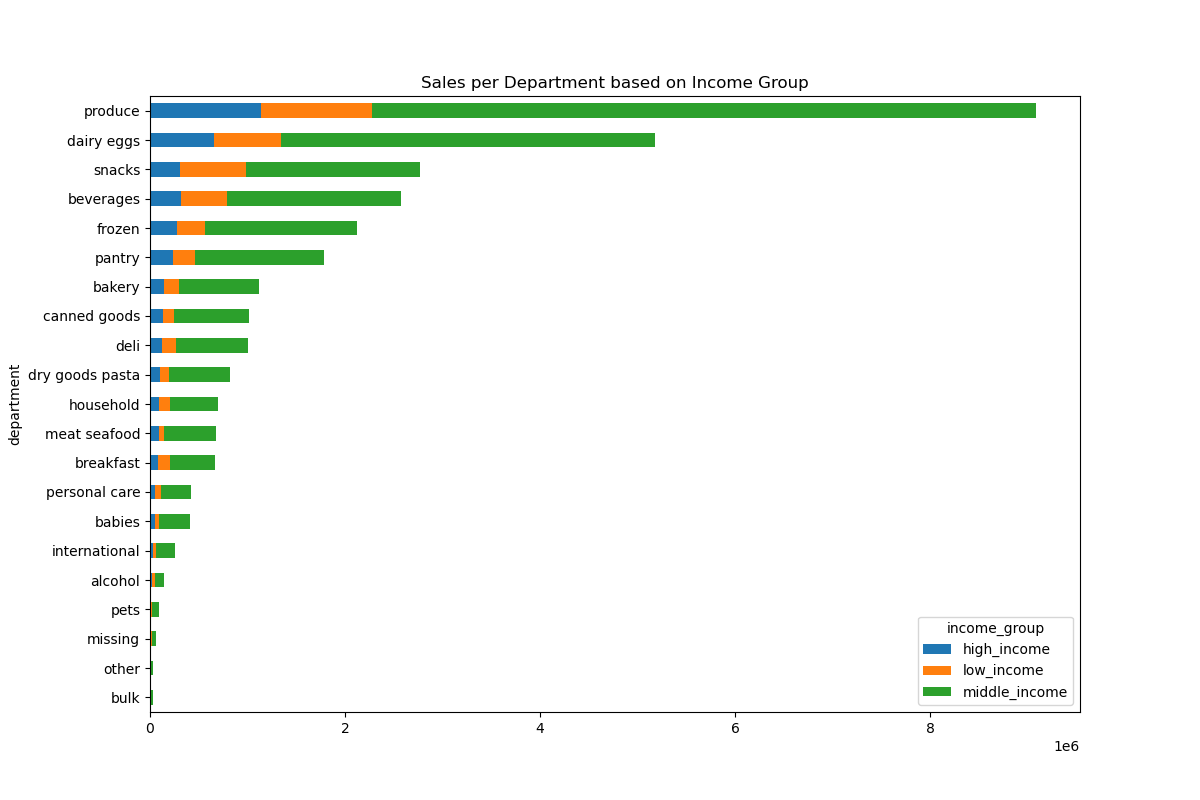 Sales per Department based on Income Group
produce
dairy eggs
snacks
beverages
frozen
pantry
bakery
canned goods
deli
dry goods pasta
household
meat seafood
breakfast
personal care
babies
international
alcohol
pets
missing
other
bulk
department
income_group
high_income
low_income
middle_income
0 2 4 6 8
1e6